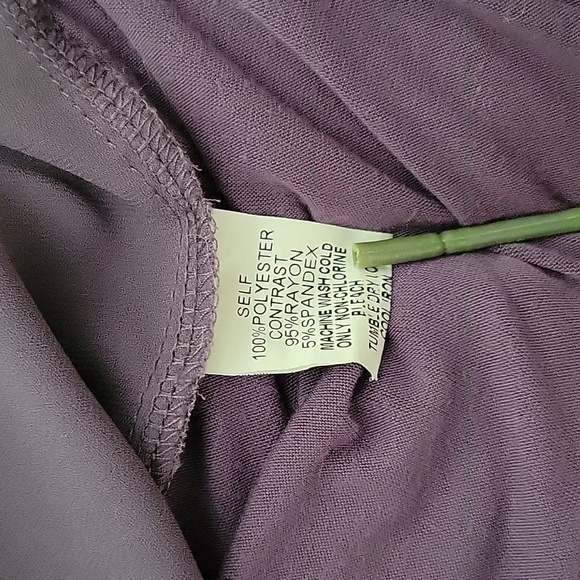 SELF
100%POLYESTER
CONTRAST
95%RAYON
5%SPANDEX
MACHINE WASH COLD
ONLY NON-CHLORINE
BLEACH
TUMBLE DRY LO
COOL IRON